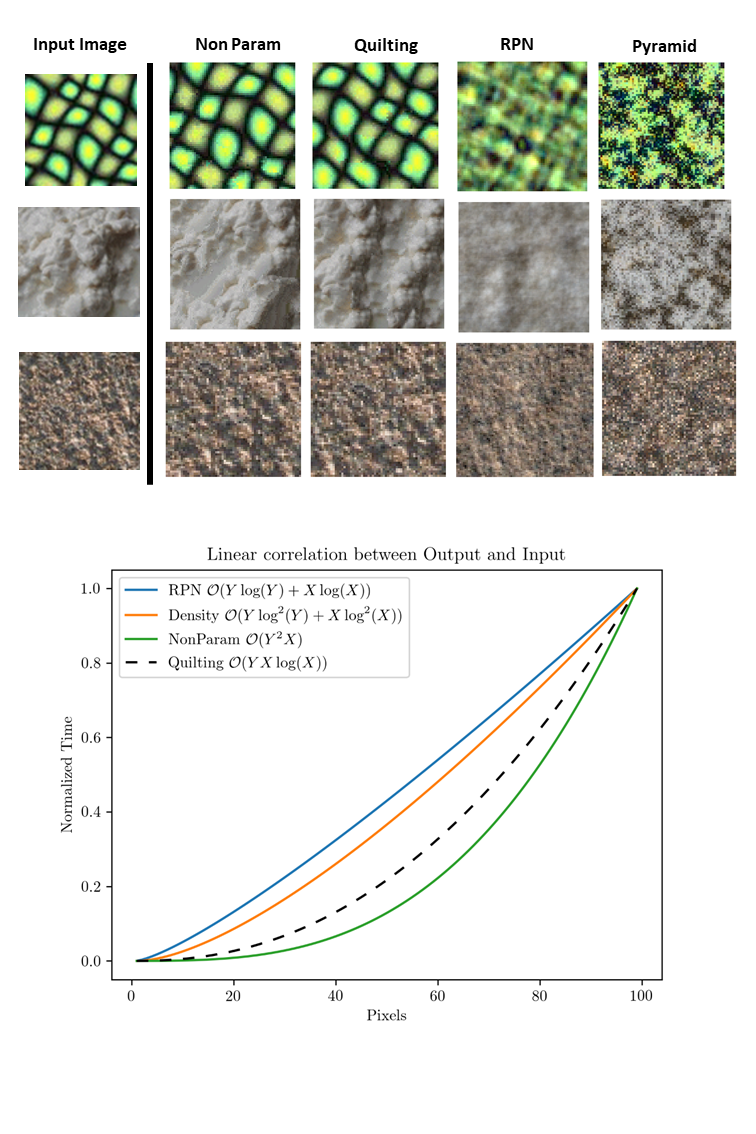 Input Image Non Param Quilting RPN Pyramid
Linear correlation between Output and Input
RPN 𝒪(Y log(Y) + X log(X))
Density 𝒪(Y log²(Y) + X log²(X))
NonParam 𝒪(Y²X)
Quilting 𝒪(Y X log(X))
Normalized Time
1.0
0.8
0.6
0.4
0.2
0.0
0 20 40 60 80 100
Pixels